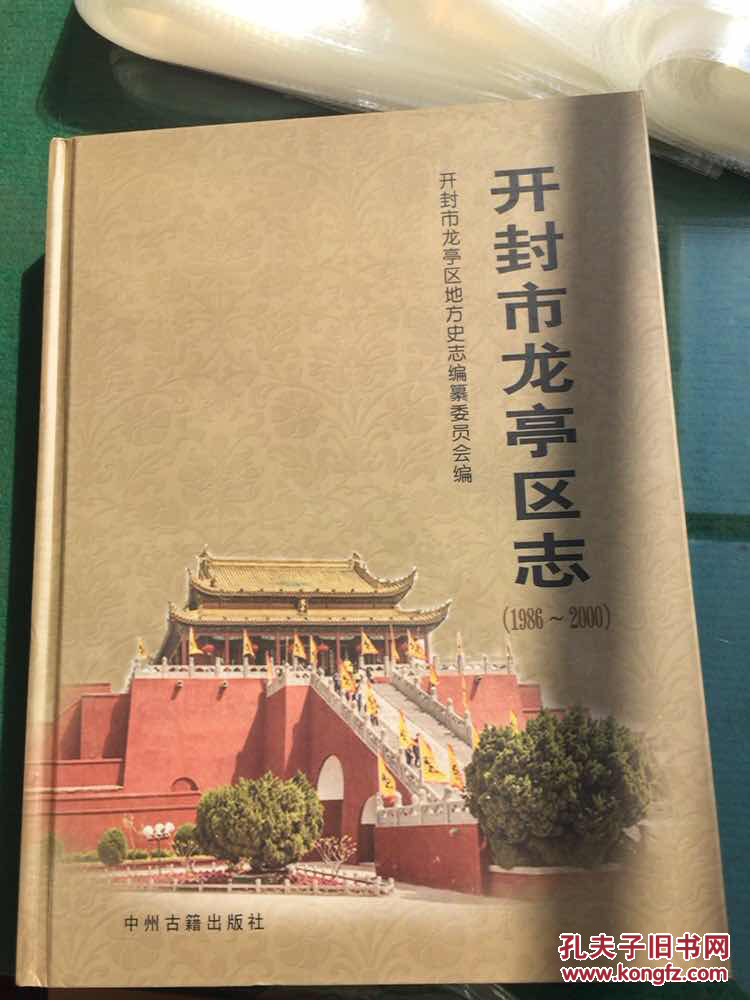 开封市龙亭区志
(1986～2000)
开封市龙亭区地方史志编纂委员会编
中州古籍出版社
孔夫子旧书网
www.kongfz.com